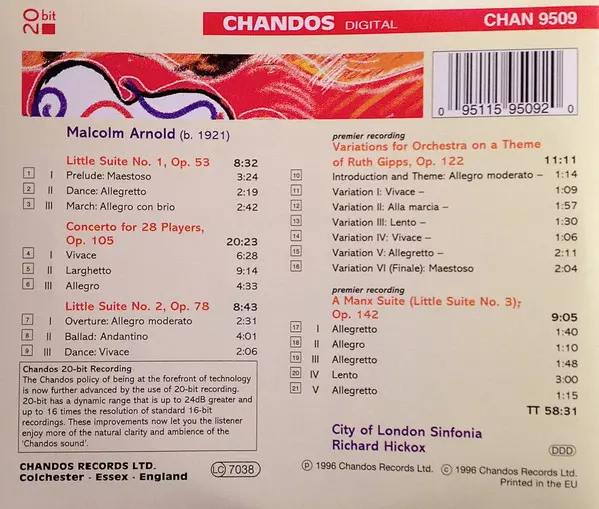 20 bit
CHANDOS DIGITAL
CHAN 9509
0 95115 95092 0
Malcolm Arnold (b. 1921)
Little Suite No. 1, Op. 53 8:32
1 I Prelude: Maestoso 3:24
2 II Dance: Allegretto 2:19
3 III March: Allegro con brio 2:42
Concerto for 28 Players,
Op. 105 20:23
4 I Vivace 6:28
5 II Larghetto 9:14
6 III Allegro 4:33
Little Suite No. 2, Op. 78 8:43
7 I Overture: Allegro moderato 2:31
8 II Ballad: Andantino 4:01
9 III Dance: Vivace 2:06
Chandos 20-bit Recording
The Chandos policy of being at the forefront of technology
is now further advanced by the use of 20-bit recording.
20-bit has a dynamic range that is up to 24dB greater and
up to 16 times the resolution of standard 16-bit
recordings. These improvements now let you the listener
enjoy more of the natural clarity and ambience of the
'Chandos sound'.
CHANDOS RECORDS LTD.
Colchester · Essex · England
LC 7038
premier recording
Variations for Orchestra on a Theme
of Ruth Gipps, Op. 122 11:11
10 Introduction and Theme: Allegro moderato – 1:14
11 Variation I: Vivace – 1:09
12 Variation II: Alla marcia – 1:57
13 Variation III: Lento – 1:30
14 Variation IV: Vivace – 1:06
15 Variation V: Allegretto – 2:11
16 Variation VI (Finale): Maestoso 2:04
premier recording
A Manx Suite (Little Suite No. 3),
Op. 142 9:05
17 I Allegretto 1:40
18 II Allegro 1:10
19 III Allegretto 1:48
20 IV Lento 3:00
21 V Allegretto 1:15
TT 58:31
City of London Sinfonia
Richard Hickox
DDD
℗ 1996 Chandos Records Ltd. © 1996 Chandos Records Ltd.
Printed in the EU